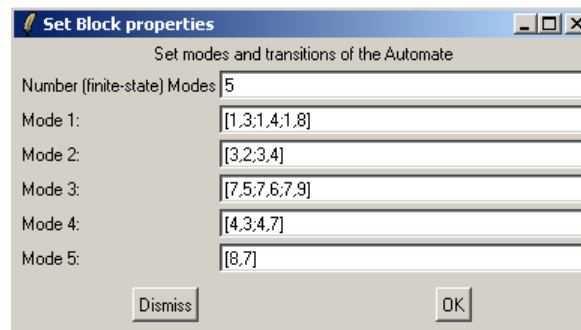 Set Block properties
Set modes and transitions of the Automate
Number (finite-state) Modes 5
Mode 1: [1,3;1,4;1,8]
Mode 2: [3,2;3,4]
Mode 3: [7,5;7,6;7,9]
Mode 4: [4,3;4,7]
Mode 5: [8,7]
Dismiss OK